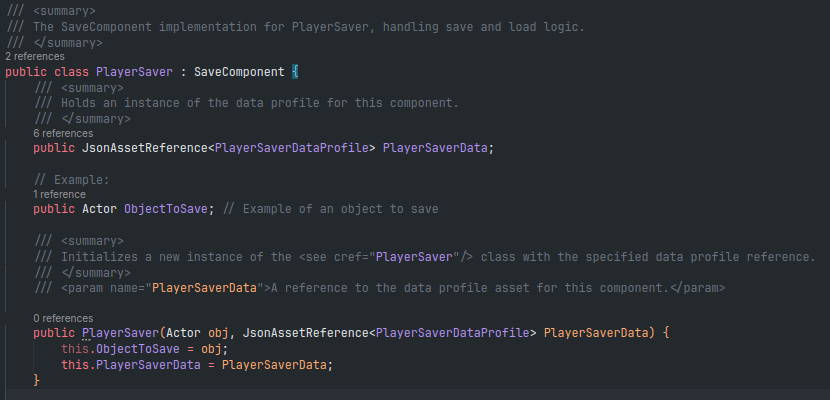 /// <summary>
/// The SaveComponent implementation for PlayerSaver, handling save and load logic.
/// </summary>
2 references
public class PlayerSaver : SaveComponent {
/// <summary>
/// Holds an instance of the data profile for this component.
/// </summary>
6 references
public JsonAssetReference<PlayerSaverDataProfile> PlayerSaverData;
// Example:
1 reference
public Actor ObjectToSave; // Example of an object to save
/// <summary>
/// Initializes a new instance of the <see cref="PlayerSaver"/> class with the specified data profile reference.
/// </summary>
/// <param name="PlayerSaverData">A reference to the data profile asset for this component.</param>
0 references
public PlayerSaver(Actor obj, JsonAssetReference<PlayerSaverDataProfile> PlayerSaverData) {
this.ObjectToSave = obj;
this.PlayerSaverData = PlayerSaverData;
}